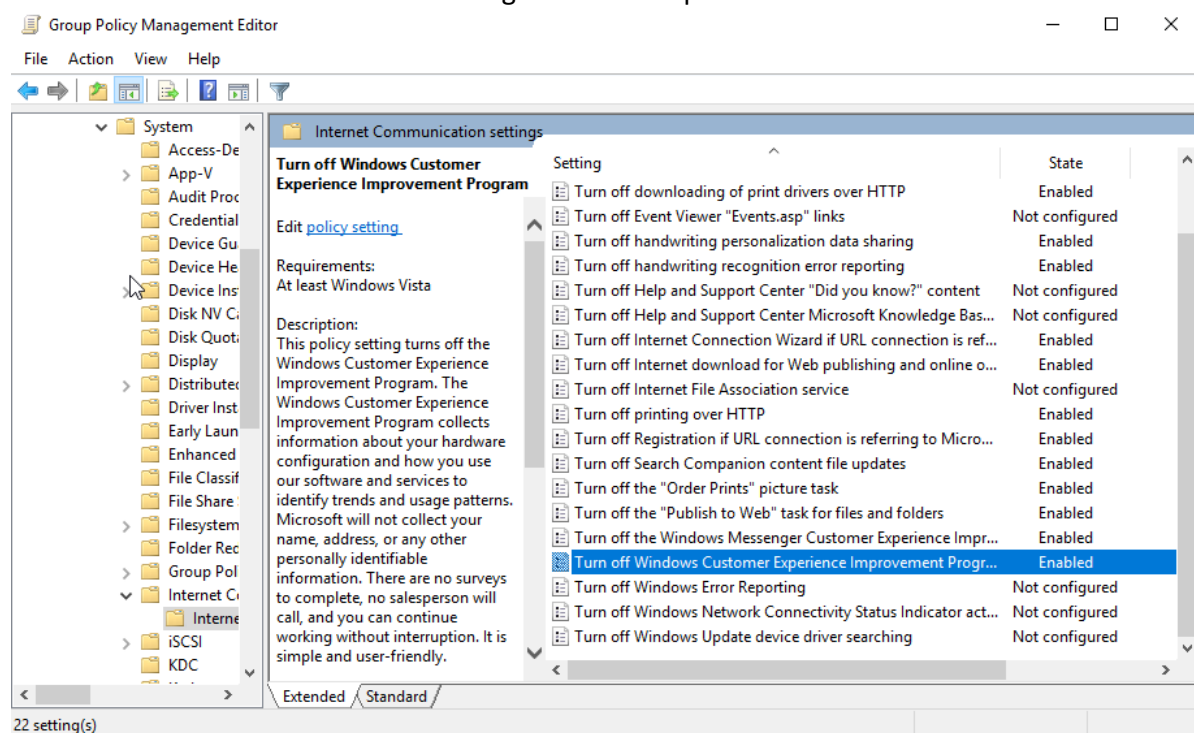 Group Policy Management Editor
File Action View Help
System
Access-De
App-V
Audit Proc
Credential
Device Gu
Device He
Device Ins
Disk NV Ca
Disk Quota
Display
Distributed
Driver Inst
Early Laun
Enhanced
File Classif
File Share
Filesystem
Folder Red
Group Pol
Internet Co
Interne
iSCSI
KDC
Internet Communication settings
Turn off Windows Customer
Experience Improvement Program
Edit policy setting
Requirements:
At least Windows Vista
Description:
This policy setting turns off the
Windows Customer Experience
Improvement Program. The
Windows Customer Experience
Improvement Program collects
information about your hardware
configuration and how you use
our software and services to
identify trends and usage patterns.
Microsoft will not collect your
name, address, or any other
personally identifiable
information. There are no surveys
to complete, no salesperson will
call, and you can continue
working without interruption. It is
simple and user-friendly.
Setting State
Turn off downloading of print drivers over HTTP Enabled
Turn off Event Viewer "Events.asp" links Not configured
Turn off handwriting personalization data sharing Enabled
Turn off handwriting recognition error reporting Enabled
Turn off Help and Support Center "Did you know?" content Not configured
Turn off Help and Support Center Microsoft Knowledge Bas... Not configured
Turn off Internet Connection Wizard if URL connection is ref... Enabled
Turn off Internet download for Web publishing and online o... Enabled
Turn off Internet File Association service Not configured
Turn off printing over HTTP Enabled
Turn off Registration if URL connection is referring to Micro... Enabled
Turn off Search Companion content file updates Enabled
Turn off the "Order Prints" picture task Enabled
Turn off the "Publish to Web" task for files and folders Enabled
Turn off the Windows Messenger Customer Experience Impr... Enabled
Turn off Windows Customer Experience Improvement Progr... Enabled
Turn off Windows Error Reporting Not configured
Turn off Windows Network Connectivity Status Indicator act... Not configured
Turn off Windows Update device driver searching Not configured
Extended Standard
22 setting(s)